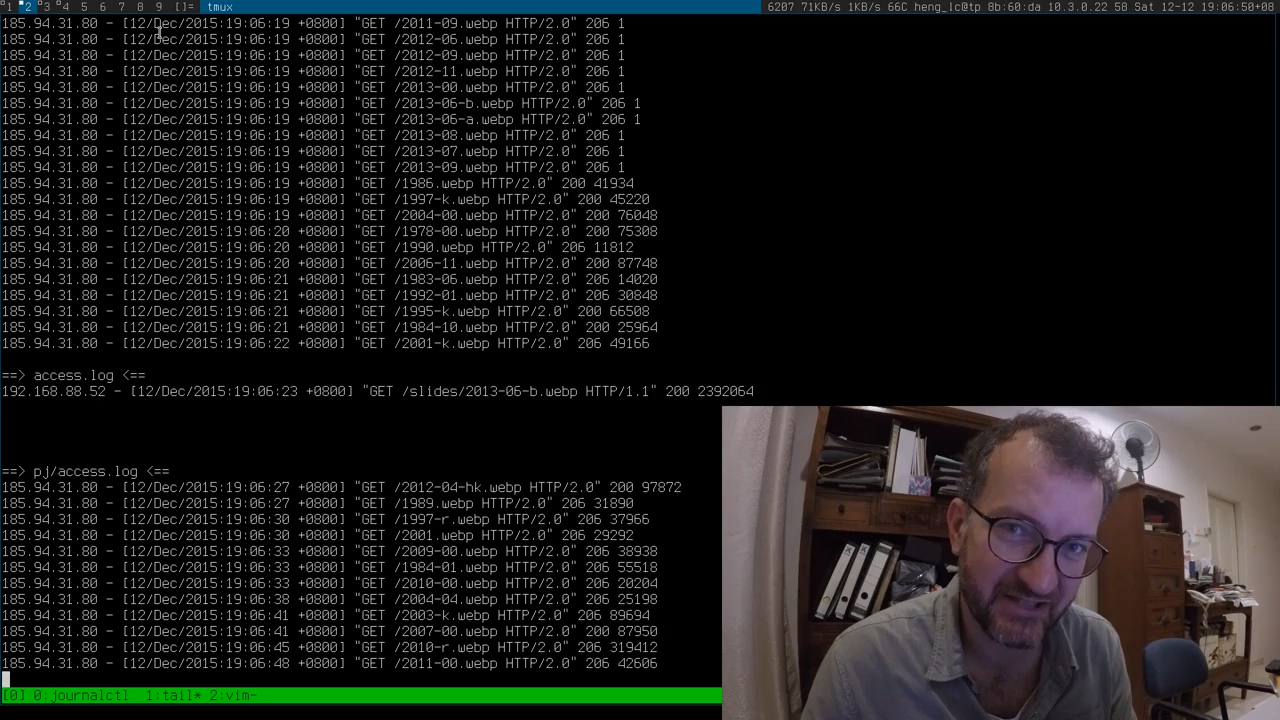 1 2 3 4 5 6 7 8 9 []= tmux 6207 71KB/s 1KB/s 66C heng_lc@tp 8b:60:da 10.3.0.22 58 Sat 12-12 19:06:50+08
185.94.31.80 - [12/Dec/2015:19:06:19 +0800] "GET /2011-09.webp HTTP/2.0" 206 1
185.94.31.80 - [12/Dec/2015:19:06:19 +0800] "GET /2012-06.webp HTTP/2.0" 206 1
185.94.31.80 - [12/Dec/2015:19:06:19 +0800] "GET /2012-09.webp HTTP/2.0" 206 1
185.94.31.80 - [12/Dec/2015:19:06:19 +0800] "GET /2012-11.webp HTTP/2.0" 206 1
185.94.31.80 - [12/Dec/2015:19:06:19 +0800] "GET /2013-00.webp HTTP/2.0" 206 1
185.94.31.80 - [12/Dec/2015:19:06:19 +0800] "GET /2013-06-b.webp HTTP/2.0" 206 1
185.94.31.80 - [12/Dec/2015:19:06:19 +0800] "GET /2013-06-a.webp HTTP/2.0" 206 1
185.94.31.80 - [12/Dec/2015:19:06:19 +0800] "GET /2013-08.webp HTTP/2.0" 206 1
185.94.31.80 - [12/Dec/2015:19:06:19 +0800] "GET /2013-07.webp HTTP/2.0" 206 1
185.94.31.80 - [12/Dec/2015:19:06:19 +0800] "GET /2013-09.webp HTTP/2.0" 206 1
185.94.31.80 - [12/Dec/2015:19:06:19 +0800] "GET /1986.webp HTTP/2.0" 200 41934
185.94.31.80 - [12/Dec/2015:19:06:19 +0800] "GET /1997-k.webp HTTP/2.0" 200 45220
185.94.31.80 - [12/Dec/2015:19:06:19 +0800] "GET /2004-00.webp HTTP/2.0" 200 76048
185.94.31.80 - [12/Dec/2015:19:06:20 +0800] "GET /1978-00.webp HTTP/2.0" 200 75308
185.94.31.80 - [12/Dec/2015:19:06:20 +0800] "GET /1990.webp HTTP/2.0" 206 11812
185.94.31.80 - [12/Dec/2015:19:06:20 +0800] "GET /2006-11.webp HTTP/2.0" 200 87748
185.94.31.80 - [12/Dec/2015:19:06:21 +0800] "GET /1983-06.webp HTTP/2.0" 206 14020
185.94.31.80 - [12/Dec/2015:19:06:21 +0800] "GET /1992-01.webp HTTP/2.0" 206 30848
185.94.31.80 - [12/Dec/2015:19:06:21 +0800] "GET /1995-k.webp HTTP/2.0" 200 66508
185.94.31.80 - [12/Dec/2015:19:06:21 +0800] "GET /1984-10.webp HTTP/2.0" 200 25964
185.94.31.80 - [12/Dec/2015:19:06:22 +0800] "GET /2001-k.webp HTTP/2.0" 206 49166
==> access.log <==
192.168.88.52 - [12/Dec/2015:19:06:23 +0800] "GET /slides/2013-06-b.webp HTTP/1.1" 200 2392064
==> pj/access.log <==
185.94.31.80 - [12/Dec/2015:19:06:27 +0800] "GET /2012-04-hk.webp HTTP/2.0" 200 97872
185.94.31.80 - [12/Dec/2015:19:06:27 +0800] "GET /1989.webp HTTP/2.0" 206 31890
185.94.31.80 - [12/Dec/2015:19:06:30 +0800] "GET /1997-r.webp HTTP/2.0" 206 37966
185.94.31.80 - [12/Dec/2015:19:06:30 +0800] "GET /2001.webp HTTP/2.0" 206 29292
185.94.31.80 - [12/Dec/2015:19:06:33 +0800] "GET /2009-00.webp HTTP/2.0" 206 38938
185.94.31.80 - [12/Dec/2015:19:06:33 +0800] "GET /1984-01.webp HTTP/2.0" 206 55518
185.94.31.80 - [12/Dec/2015:19:06:33 +0800] "GET /2010-00.webp HTTP/2.0" 206 20204
185.94.31.80 - [12/Dec/2015:19:06:38 +0800] "GET /2004-04.webp HTTP/2.0" 206 25198
185.94.31.80 - [12/Dec/2015:19:06:41 +0800] "GET /2003-k.webp HTTP/2.0" 206 89694
185.94.31.80 - [12/Dec/2015:19:06:41 +0800] "GET /2007-00.webp HTTP/2.0" 200 87950
185.94.31.80 - [12/Dec/2015:19:06:45 +0800] "GET /2010-r.webp HTTP/2.0" 206 319412
185.94.31.80 - [12/Dec/2015:19:06:48 +0800] "GET /2011-00.webp HTTP/2.0" 206 42606
[0] 0:journalctl 1:tail* 2:vim-